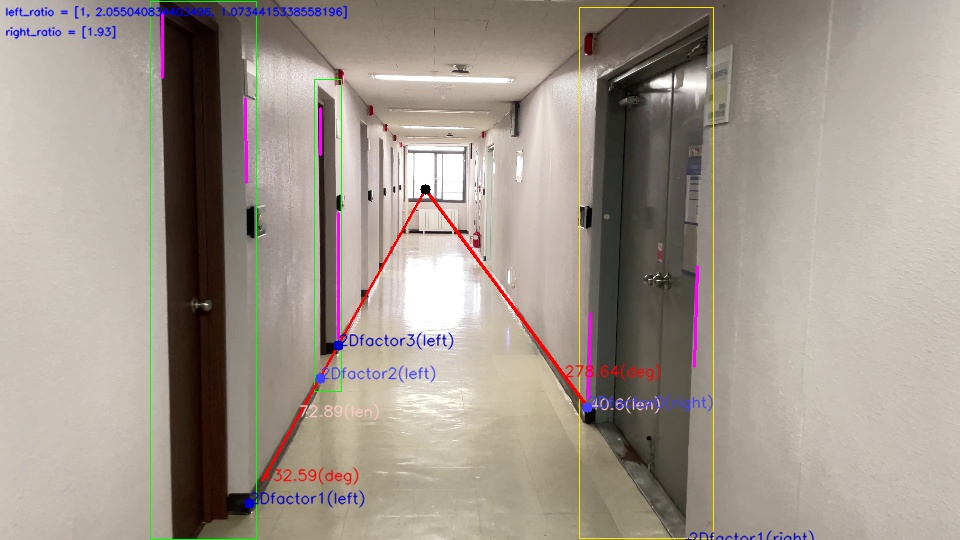 left_ratio = [1, 2.055040834403496, 1.0734415338558196]
right_ratio = [1.93]
2Dfactor3(left)
2Dfactor2(left)
278.64(deg)
40.6(len)
72.89(len)
32.59(deg)
2Dfactor1(left)
2Dfactor1(right)